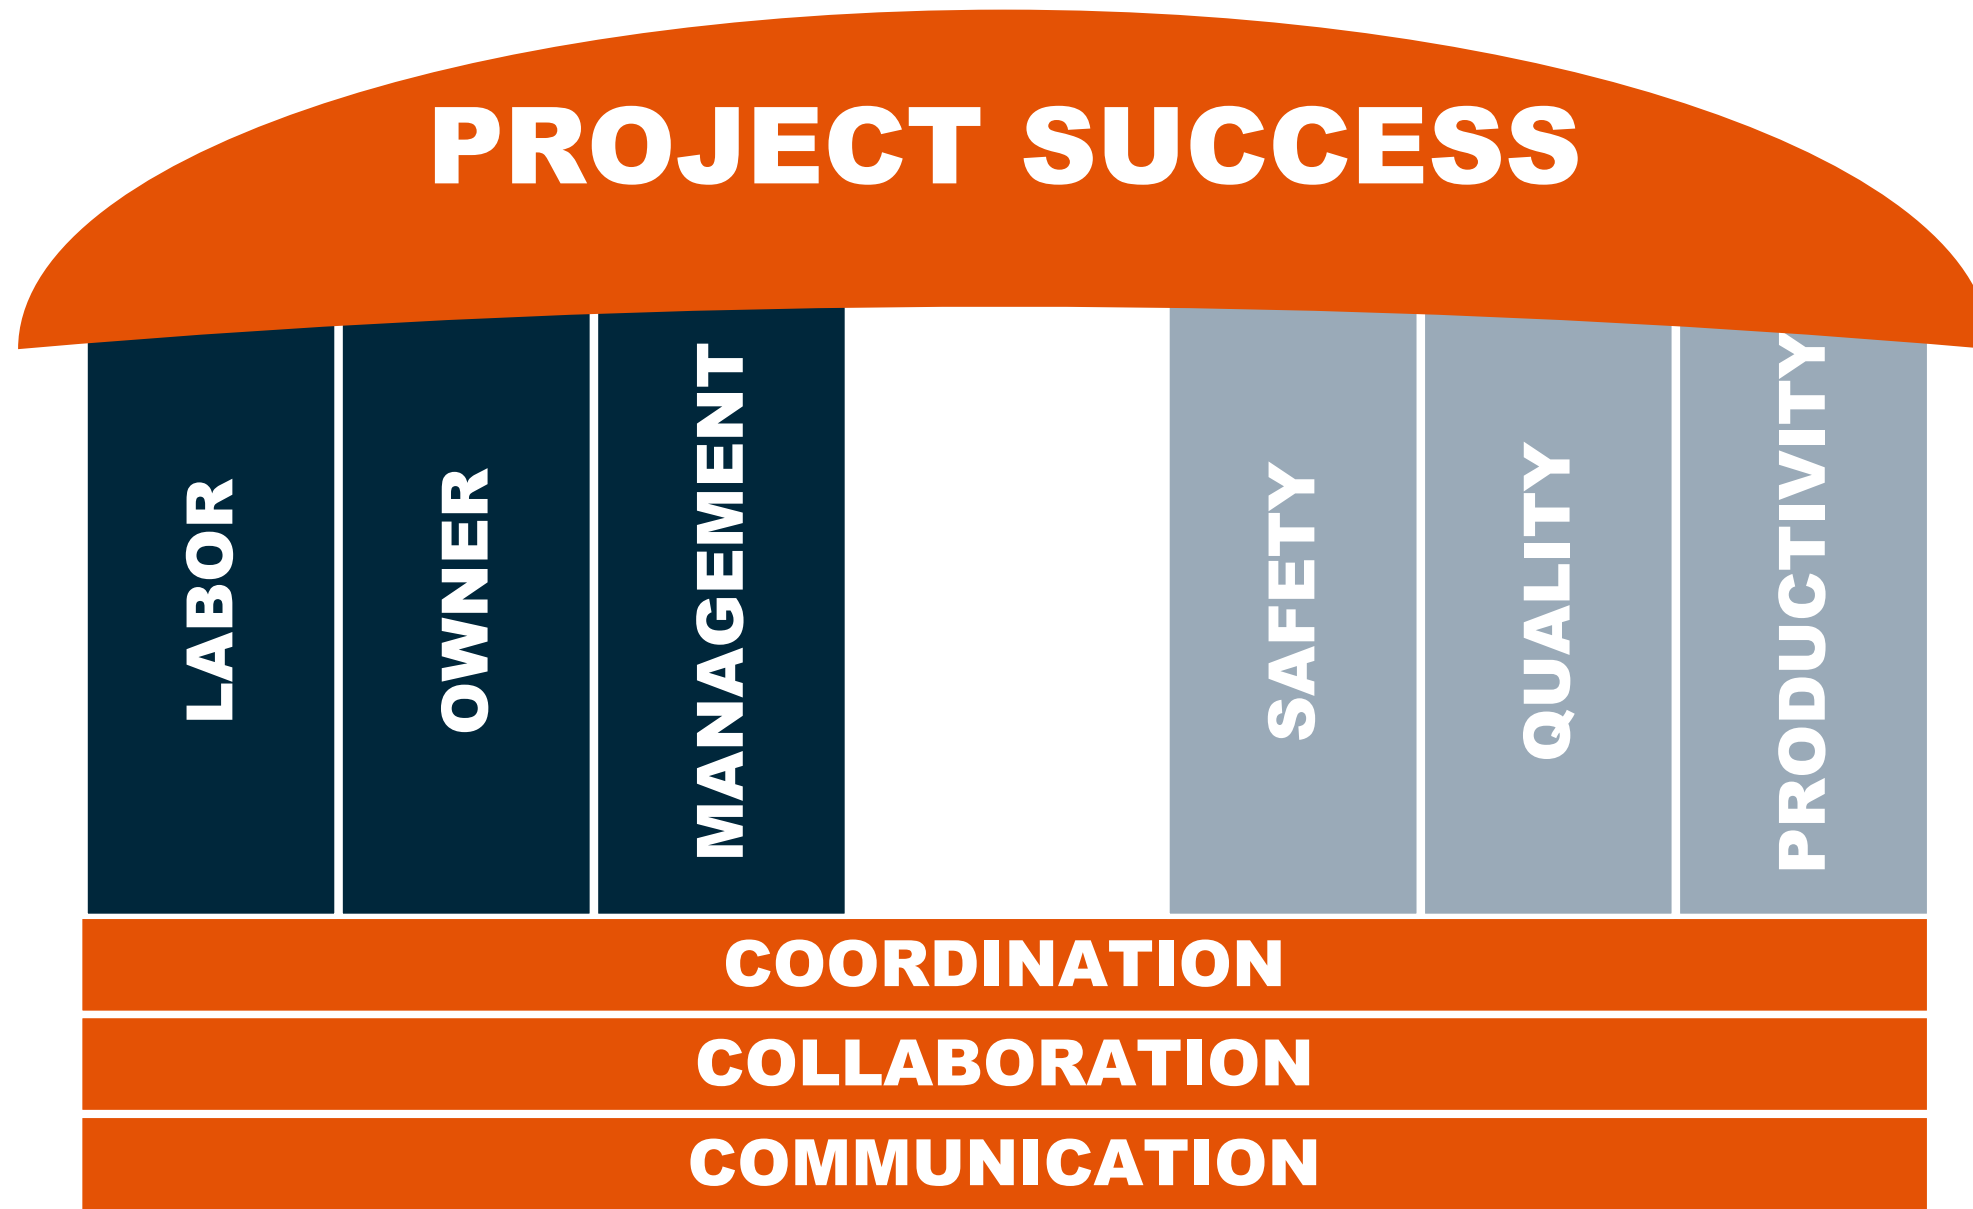 PROJECT SUCCESS
LABOR
OWNER
MANAGEMENT
SAFETY
QUALITY
PRODUCTIVITY
COORDINATION
COLLABORATION
COMMUNICATION